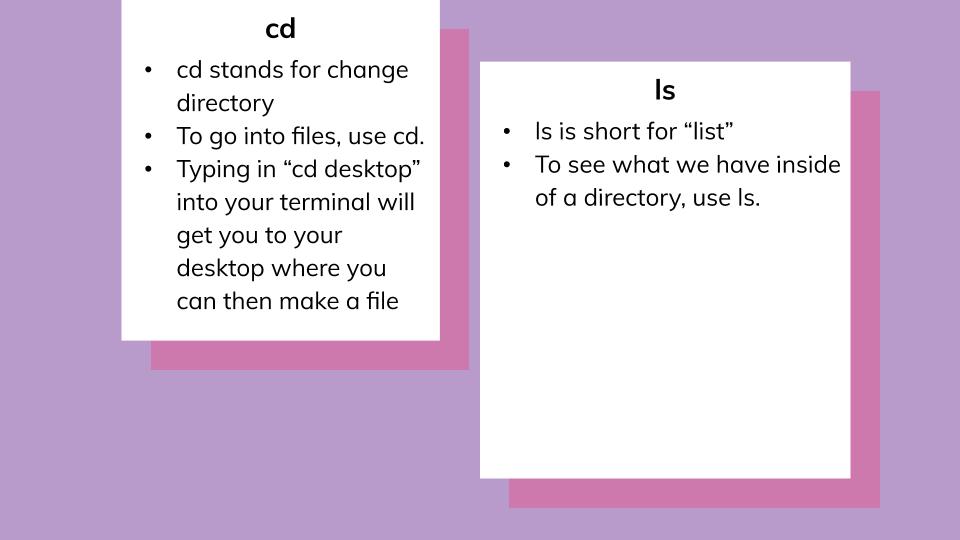 cd
• cd stands for change
directory
• To go into files, use cd.
• Typing in “cd desktop”
into your terminal will
get you to your
desktop where you
can then make a file
ls
• ls is short for “list”
• To see what we have inside
of a directory, use ls.